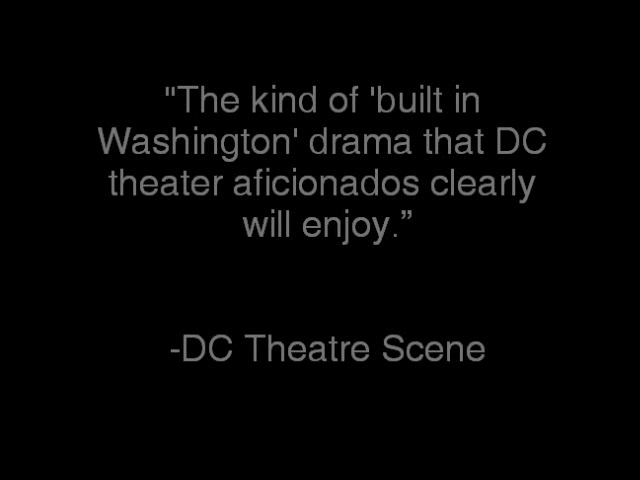 "The kind of 'built in
Washington' drama that DC
theater aficionados clearly
will enjoy.”
-DC Theatre Scene